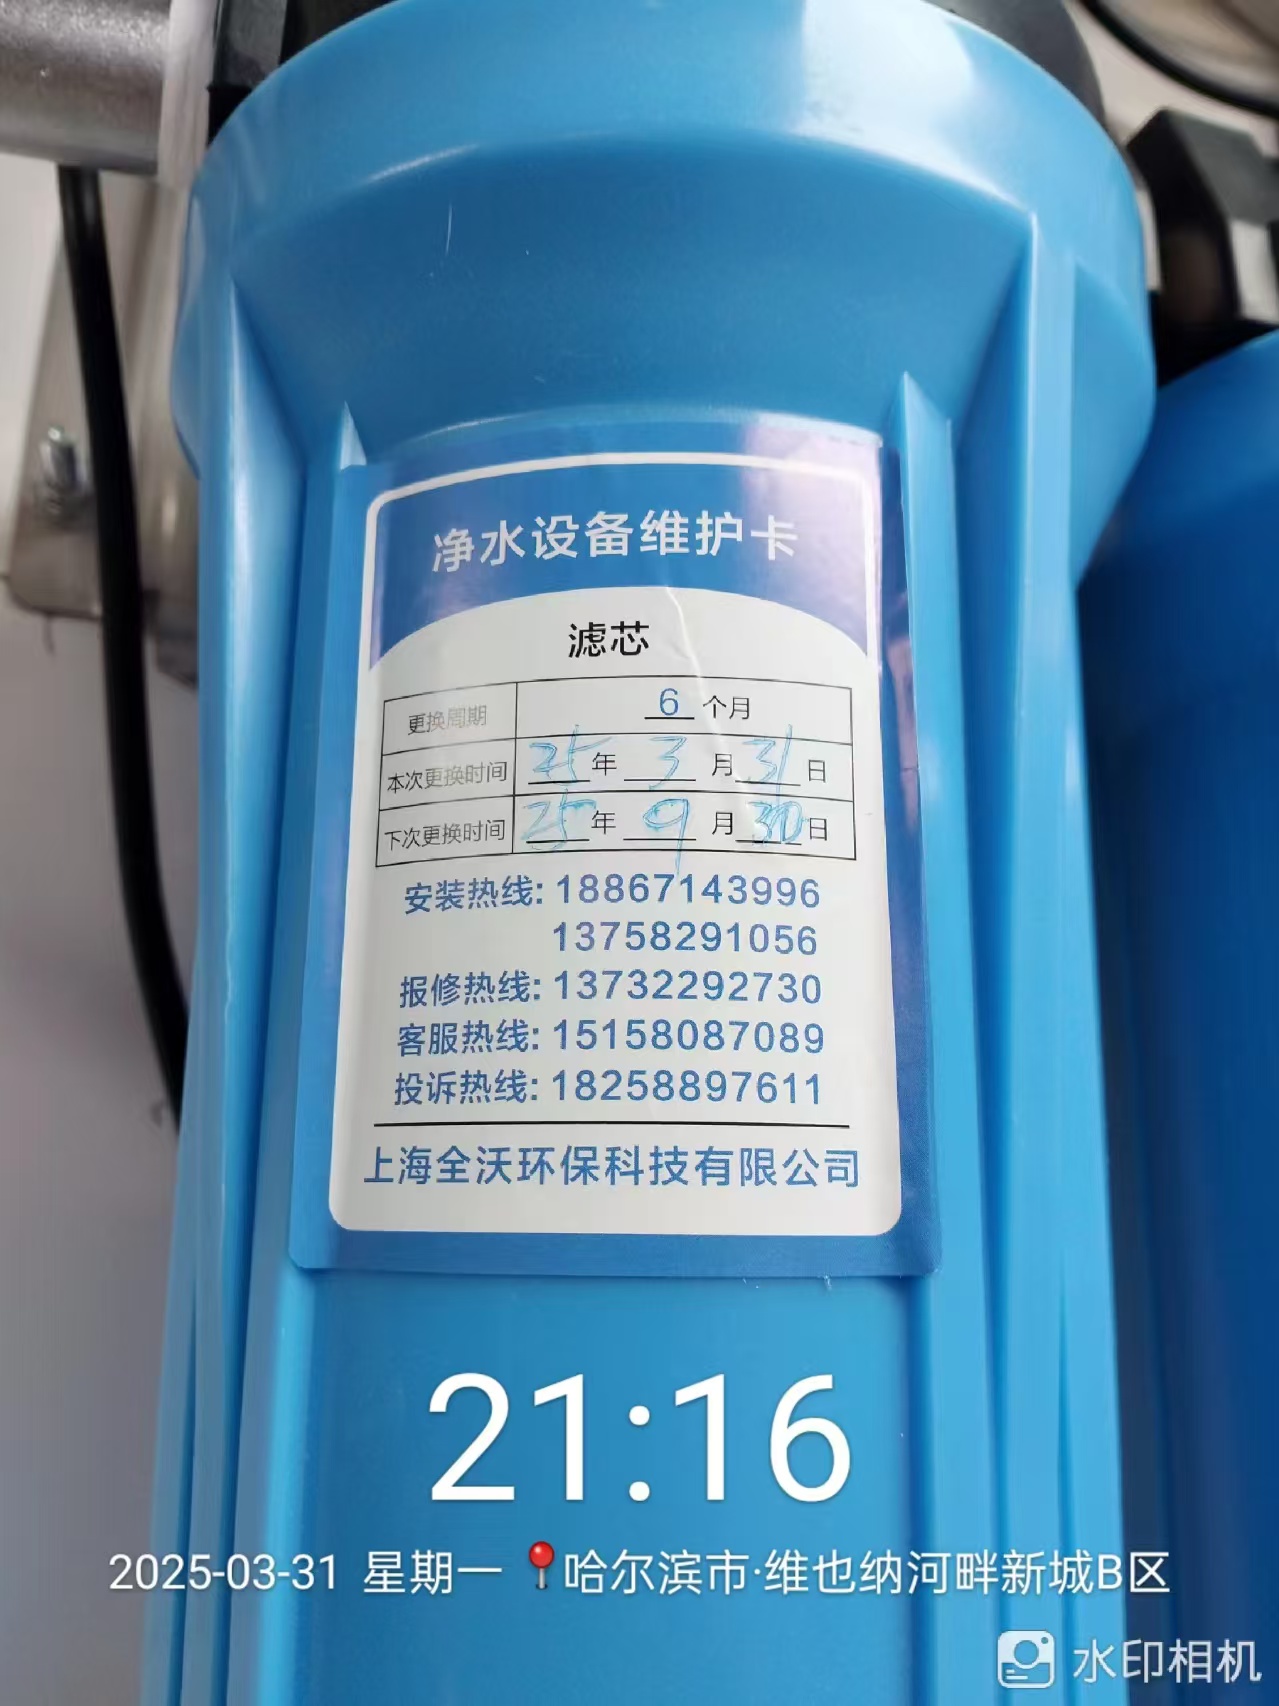 净水设备维护卡
滤芯
更换周期 6 个月
本次更换时间 25 年 3 月 31 日
下次更换时间 25 年 9 月 30 日
安装热线: 18867143996
13758291056
报修热线: 13732292730
客服热线: 15158087089
投诉热线: 18258897611
上海全沃环保科技有限公司
21:16
2025-03-31 星期一 哈尔滨市·维也纳河畔新城B区
水印相机